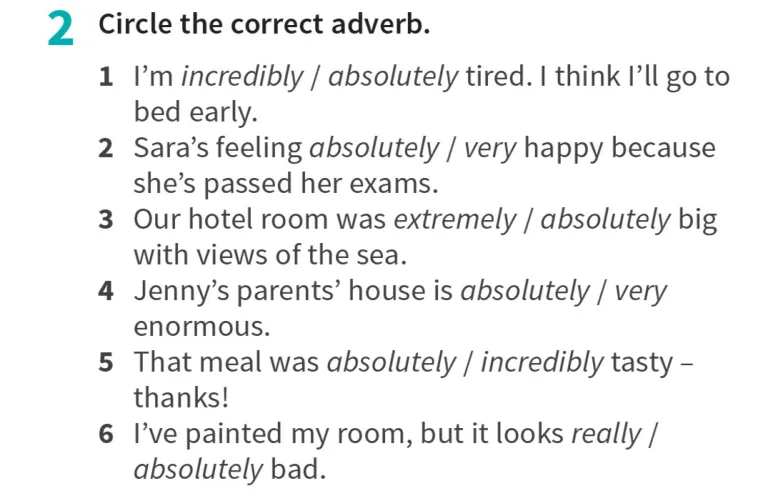 2 Circle the correct adverb.
1 I’m incredibly / absolutely tired. I think I’ll go to
bed early.
2 Sara’s feeling absolutely / very happy because
she’s passed her exams.
3 Our hotel room was extremely / absolutely big
with views of the sea.
4 Jenny’s parents’ house is absolutely / very
enormous.
5 That meal was absolutely / incredibly tasty –
thanks!
6 I’ve painted my room, but it looks really /
absolutely bad.